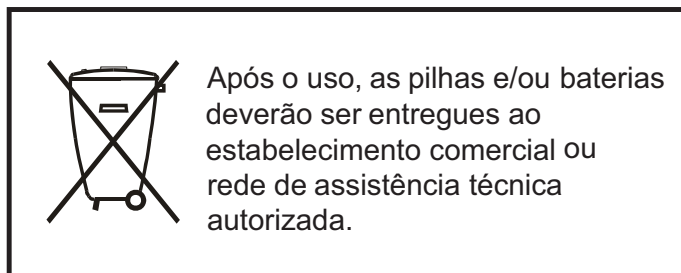 Após o uso, as pilhas e/ou baterias
deverão ser entregues ao
estabelecimento comercial ou
rede de assistência técnica
autorizada.